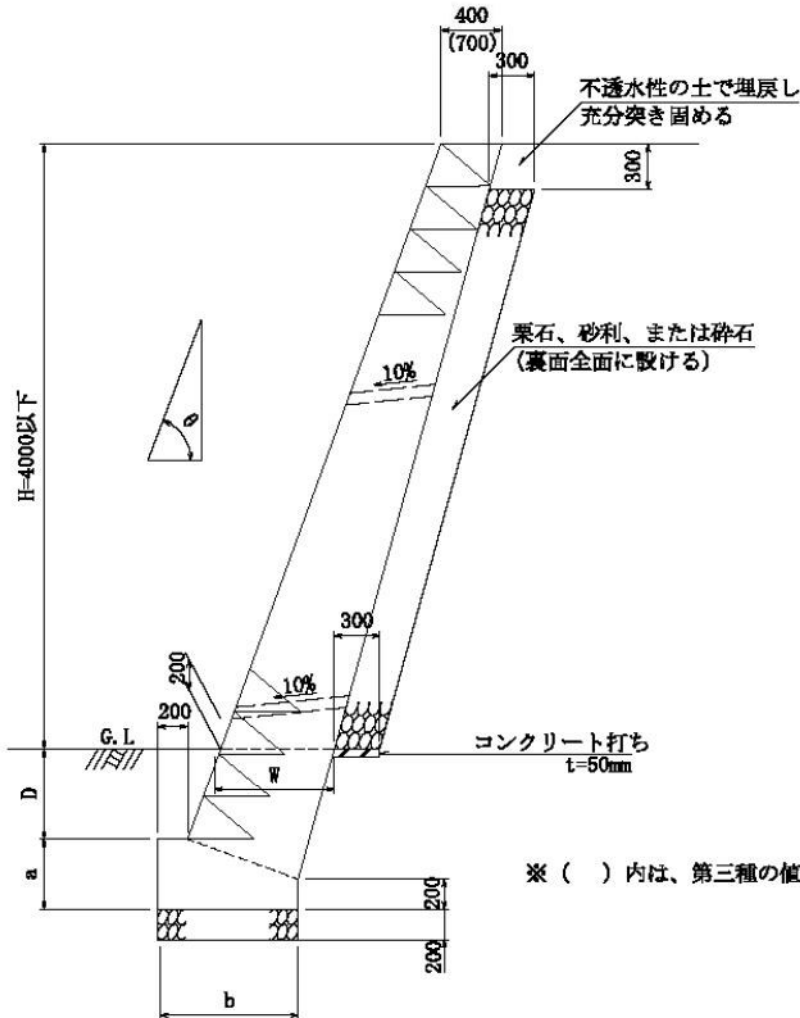 400
(700)
300
不透水性の土で埋戻し
充分突き固める
300
栗石、砂利、または砕石
(裏面全面に設ける)
10%
θ
H=4000以下
300
200
10%
200
G.L
コンクリート打ち
t=50mm
W
D
a
※（　）内は、第三種の値
200
200
b